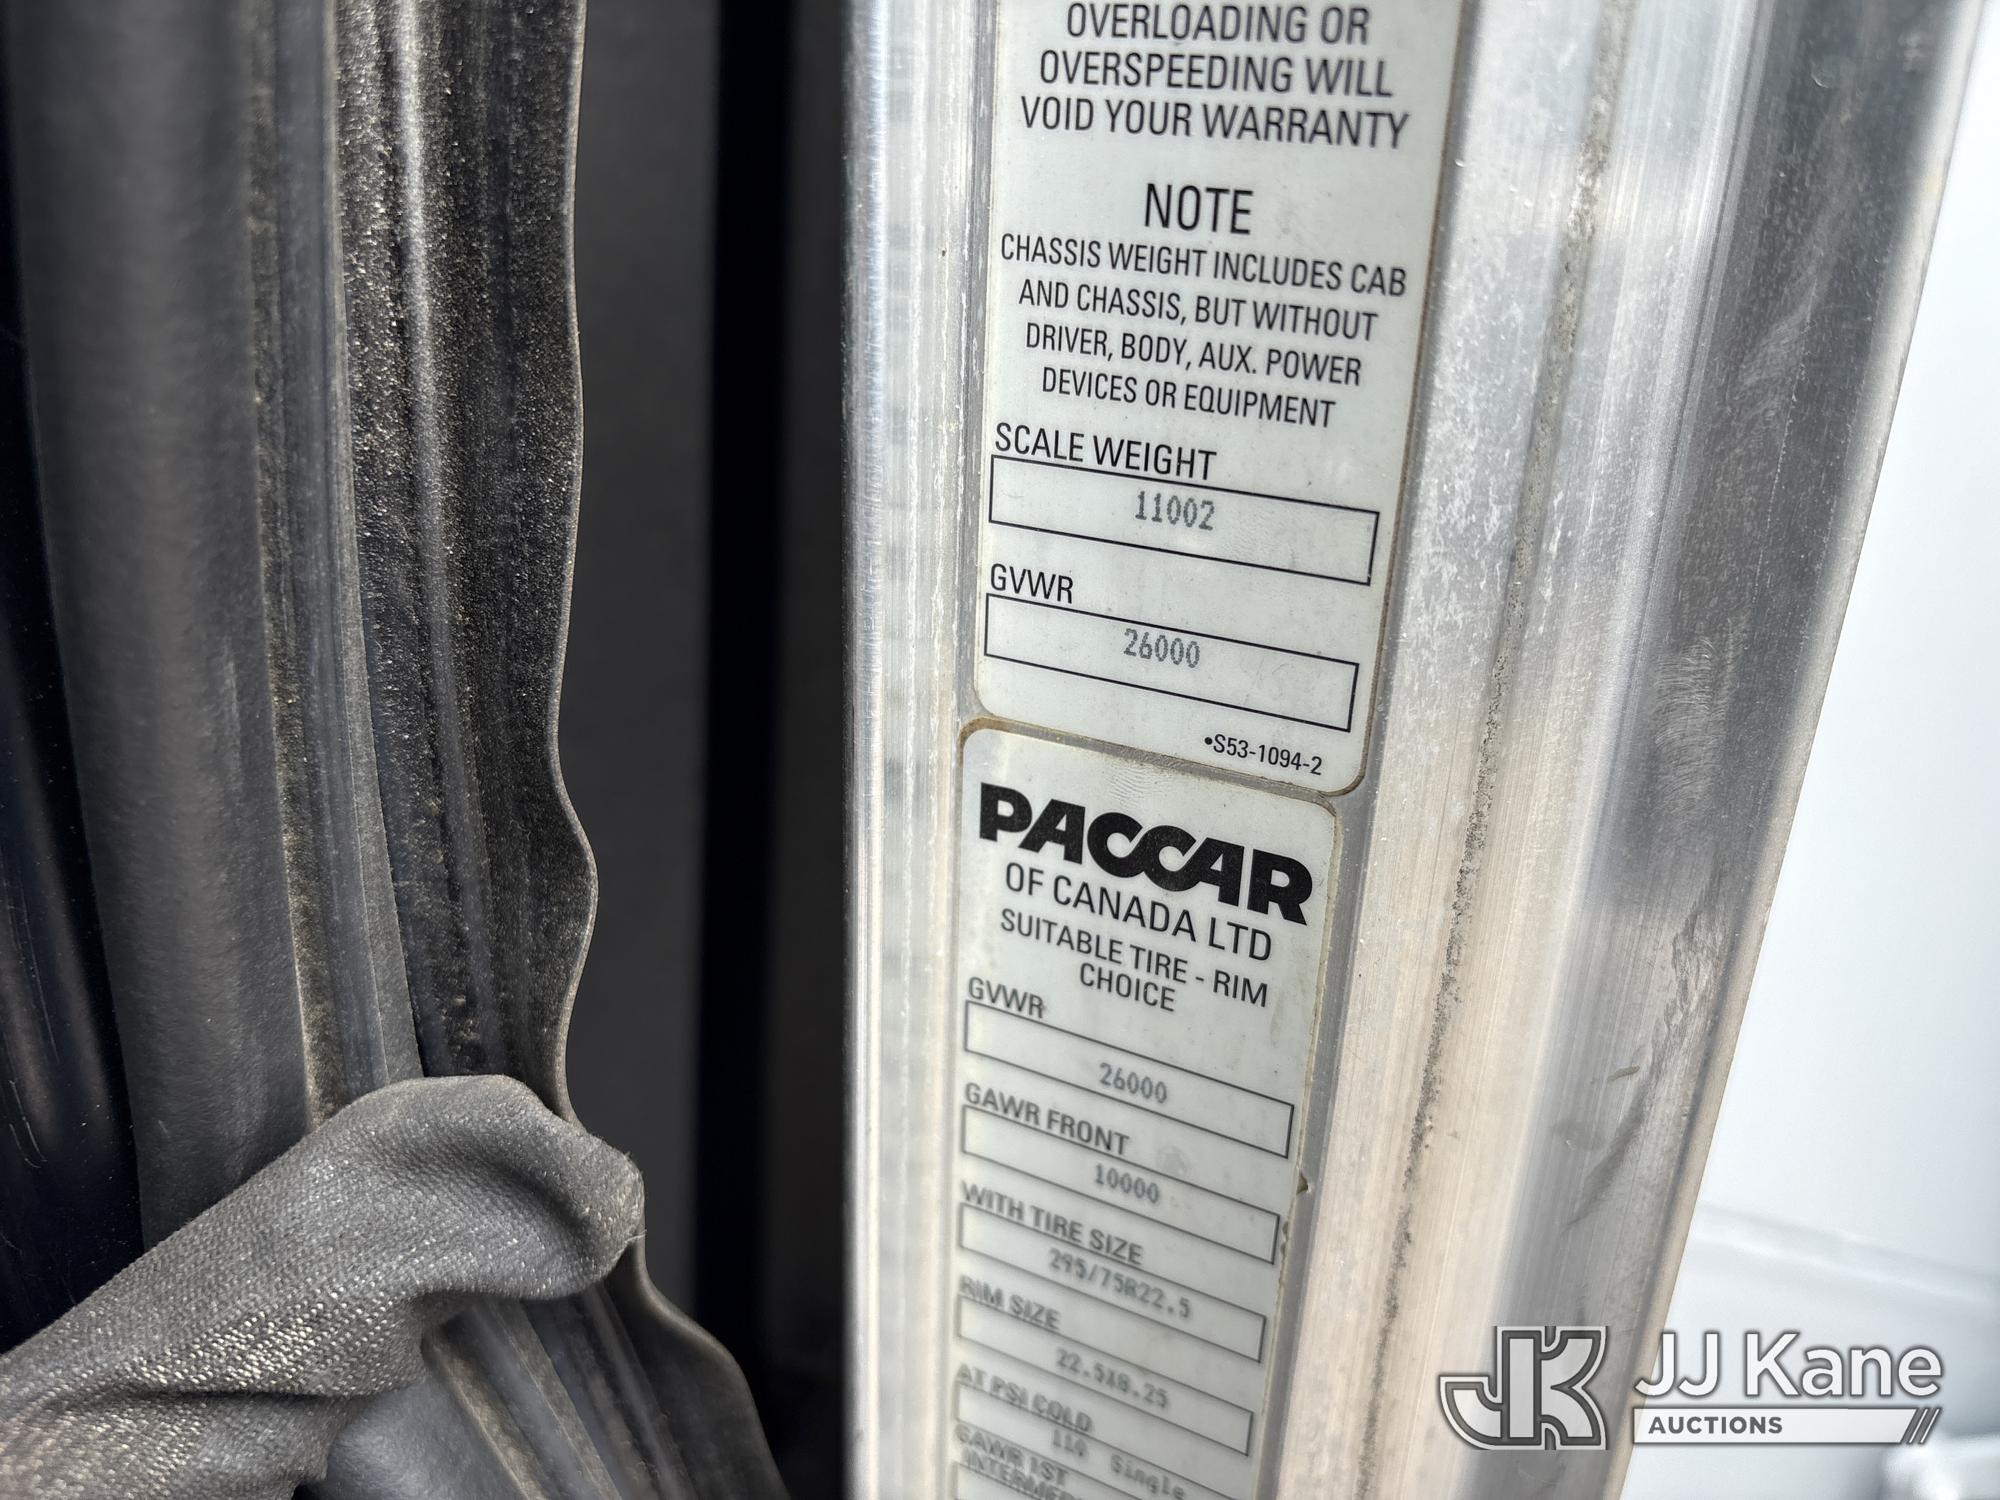 OVERLOADING OR
OVERSPEEDING WILL
VOID YOUR WARRANTY
NOTE
CHASSIS WEIGHT INCLUDES CAB
AND CHASSIS, BUT WITHOUT
DRIVER, BODY, AUX. POWER
DEVICES OR EQUIPMENT
SCALE WEIGHT
11002
GVWR
26000
•S53-1094-2
PACCAR
OF CANADA LTD
SUITABLE TIRE - RIM
CHOICE
GVWR
26000
GAWR FRONT
10000
WITH TIRE SIZE
295/75R22.5
RIM SIZE
22.5X8.25
AT PSI COLD
110 Single
GAWR 1ST
JK
JJ Kane
AUCTIONS